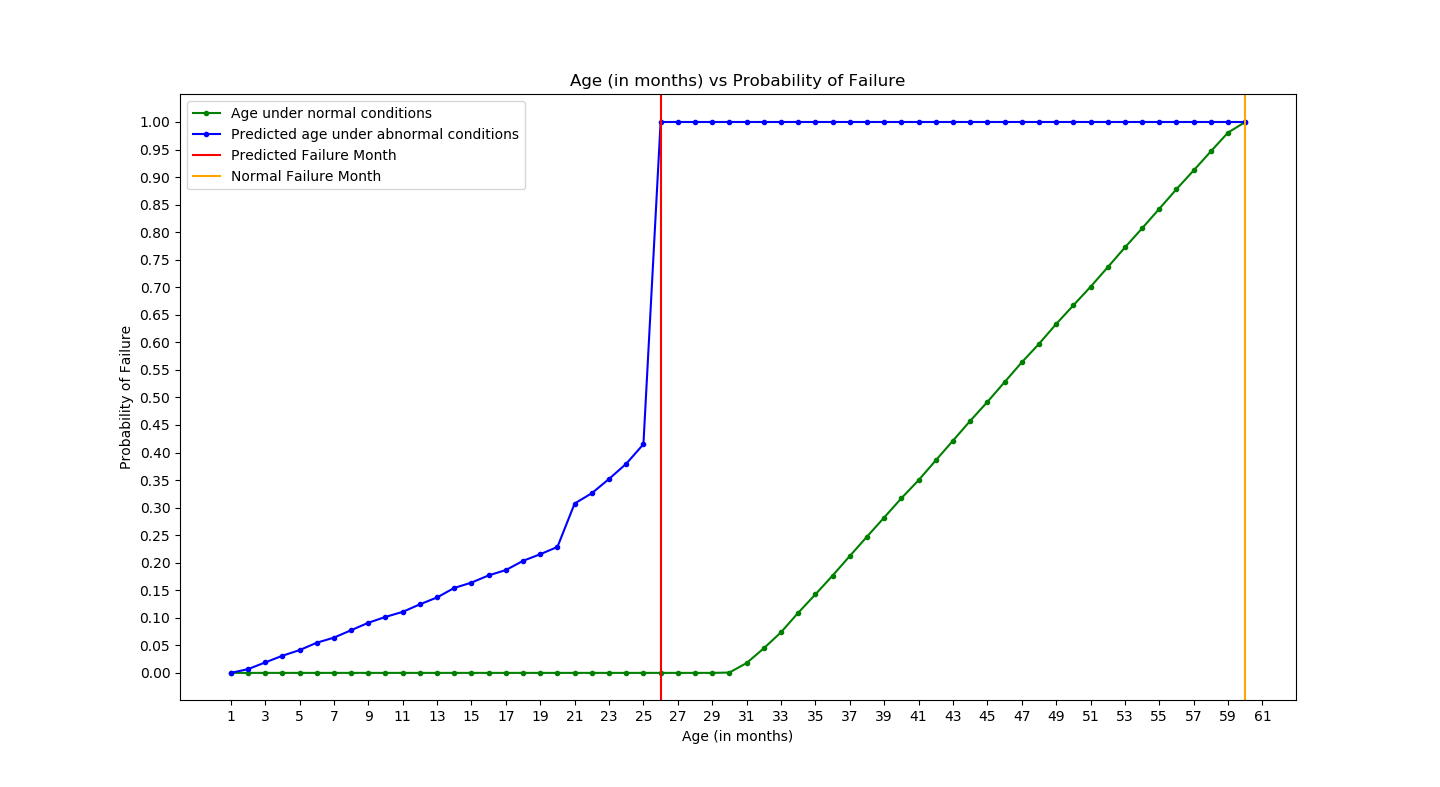 Age (in months) vs Probability of Failure
Age under normal conditions
Predicted age under abnormal conditions
Predicted Failure Month
Normal Failure Month
Probability of Failure
1.00
0.95
0.90
0.85
0.80
0.75
0.70
0.65
0.60
0.55
0.50
0.45
0.40
0.35
0.30
0.25
0.20
0.15
0.10
0.05
0.00
1 3 5 7 9 11 13 15 17 19 21 23 25 27 29 31 33 35 37 39 41 43 45 47 49 51 53 55 57 59 61
Age (in months)